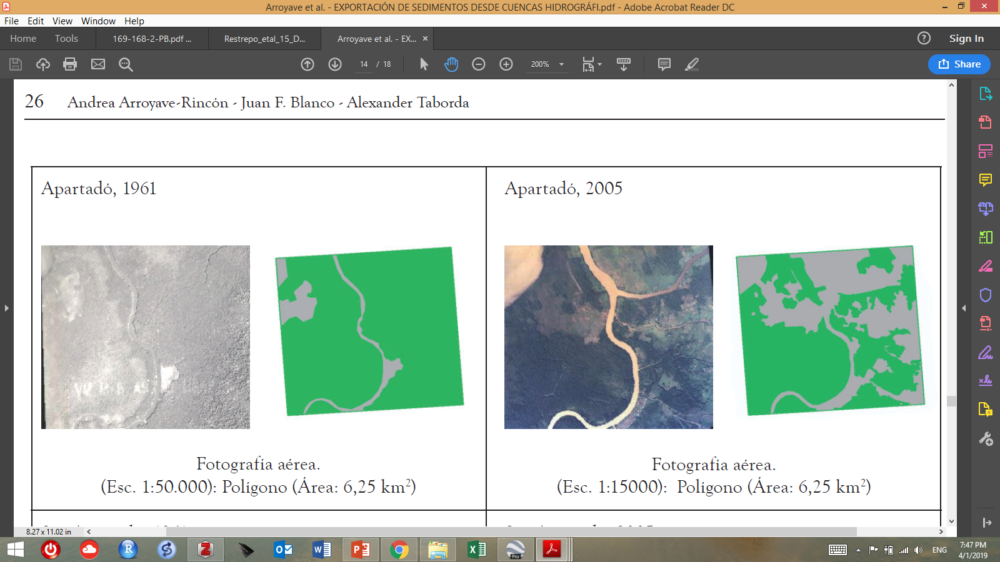 Arroyave et al. - EXPORTACIÓN DE SEDIMENTOS DESDE CUENCAS HIDROGRÁFI.pdf - Adobe Acrobat Reader DC
File Edit View Window Help
Home Tools 169-168-2-PB.pdf ... Restrepo_etal_15_D... Arroyave et al. - EX... × ? Sign In
14 / 18 200% Share
26 Andrea Arroyave-Rincón - Juan F. Blanco - Alexander Taborda
Apartadó, 1961
Fotografía aérea.
(Esc. 1:50.000): Polígono (Área: 6,25 km²)
Apartadó, 2005
Fotografía aérea.
(Esc. 1:15000): Polígono (Área: 6,25 km²)
8.27 x 11.02 in
ENG
7:47 PM
4/1/2019